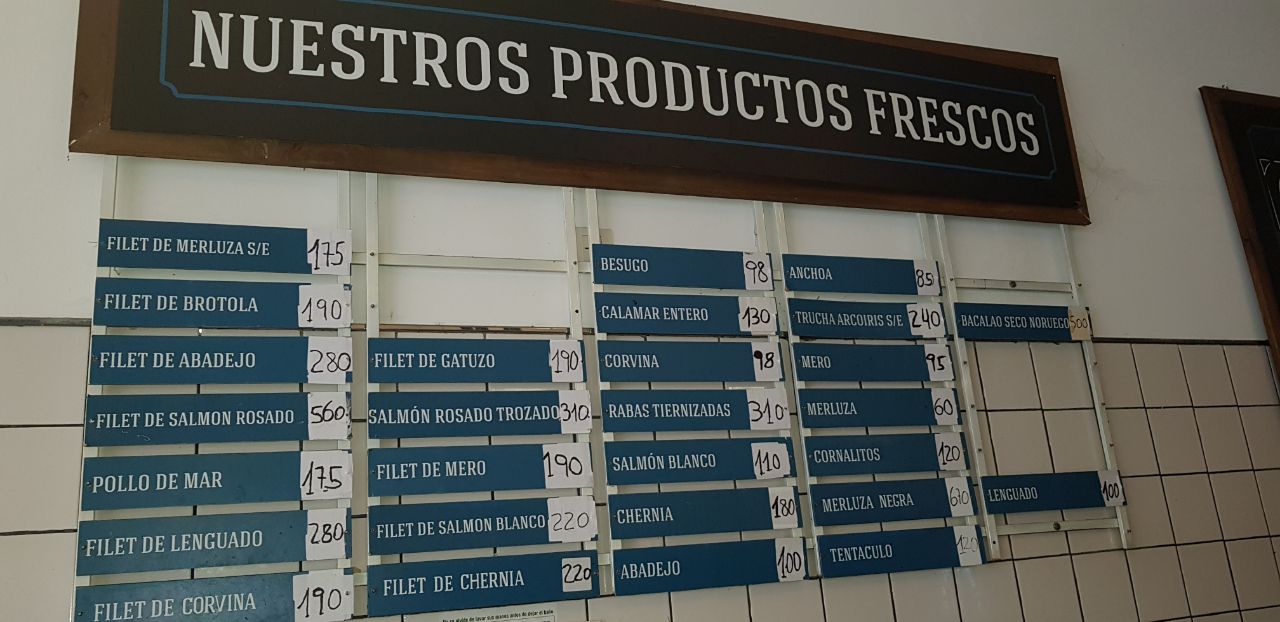 NUESTROS PRODUCTOS FRESCOS
FILET DE MERLUZA S/E 175
FILET DE BROTOLA 190
FILET DE ABADEJO 280
FILET DE SALMON ROSADO 560
POLLO DE MAR 175
FILET DE LENGUADO 280
FILET DE CORVINA 190
FILET DE GATUZO 190
SALMÓN ROSADO TROZADO 310
FILET DE MERO 190
FILET DE SALMON BLANCO 220
FILET DE CHERNIA 220
BESUGO 98
CALAMAR ENTERO 130
CORVINA 98
RABAS TIERNIZADAS 310
SALMÓN BLANCO 110
CHERNIA 180
ABADEJO 100
ANCHOA 85
TRUCHA ARCOIRIS S/E 240
MERO 95
MERLUZA 60
CORNALITOS 120
MERLUZA NEGRA 670
TENTACULO 120
BACALAO SECO NORUEGO 500
LENGUADO 100